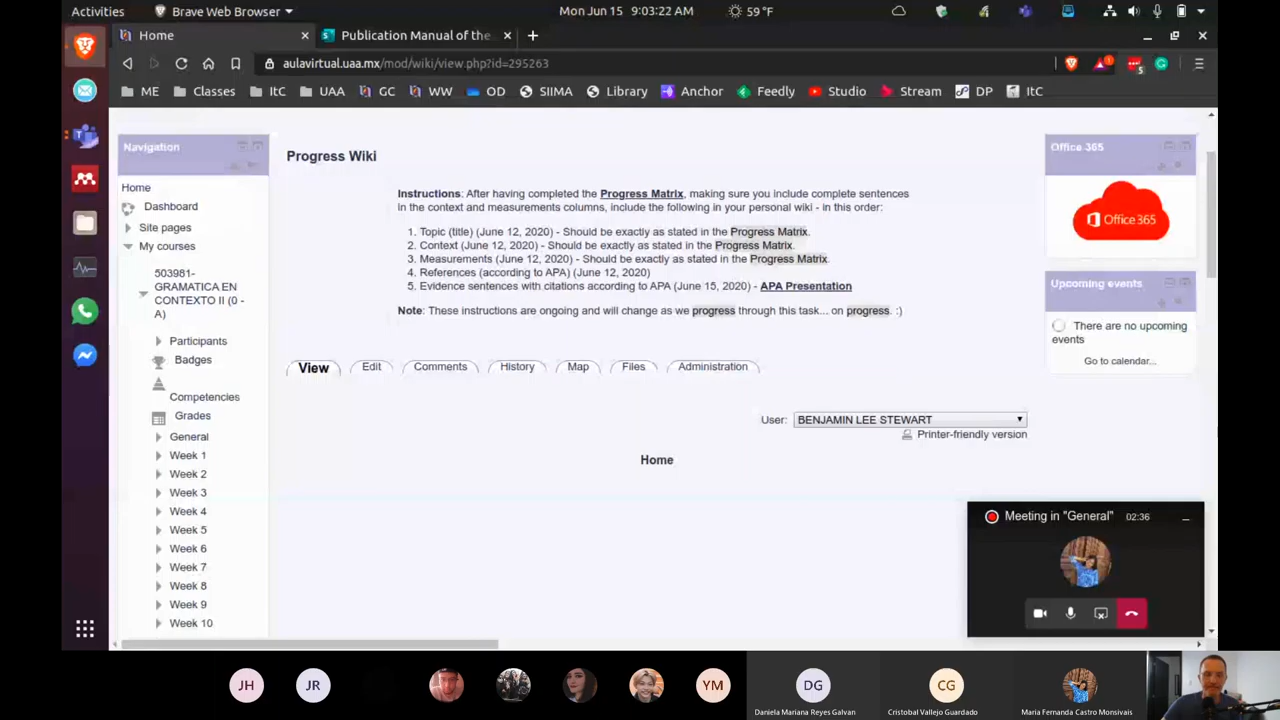 Activities
Brave Web Browser
Mon Jun 15 9:03:22 AM
59 °F
Home
Publication Manual of the
aulavirtual.uaa.mx/mod/wiki/view.php?id=295263
1
5
ME
Classes
ItC
UAA
GC
WW
OD
SIIMA
Library
Anchor
Feedly
Studio
Stream
DP
ItC
Navigation
Home
Dashboard
Site pages
My courses
503981-
GRAMATICA EN
CONTEXTO II (0 -
A)
Participants
Badges
Competencies
Grades
General
Week 1
Week 2
Week 3
Week 4
Week 5
Week 6
Week 7
Week 8
Week 9
Week 10
Progress Wiki
Instructions: After having completed the Progress Matrix, making sure you include complete sentences
in the context and measurements columns, include the following in your personal wiki - in this order:
1. Topic (title) (June 12, 2020) - Should be exactly as stated in the Progress Matrix.
2. Context (June 12, 2020) - Should be exactly as stated in the Progress Matrix.
3. Measurements (June 12, 2020) - Should be exactly as stated in the Progress Matrix.
4. References (according to APA) (June 12, 2020)
5. Evidence sentences with citations according to APA (June 15, 2020) - APA Presentation
Note: These instructions are ongoing and will change as we progress through this task... on progress. :)
View
Edit
Comments
History
Map
Files
Administration
User: BENJAMIN LEE STEWART
Printer-friendly version
Home
Office 365
Office 365
Upcoming events
There are no upcoming
events
Go to calendar...
Meeting in "General" 02:36
JH
JR
YM
DG
Daniela Mariana Reyes Galvan
CG
Cristobal Vallejo Guardado
Maria Fernanda Castro Monsivais